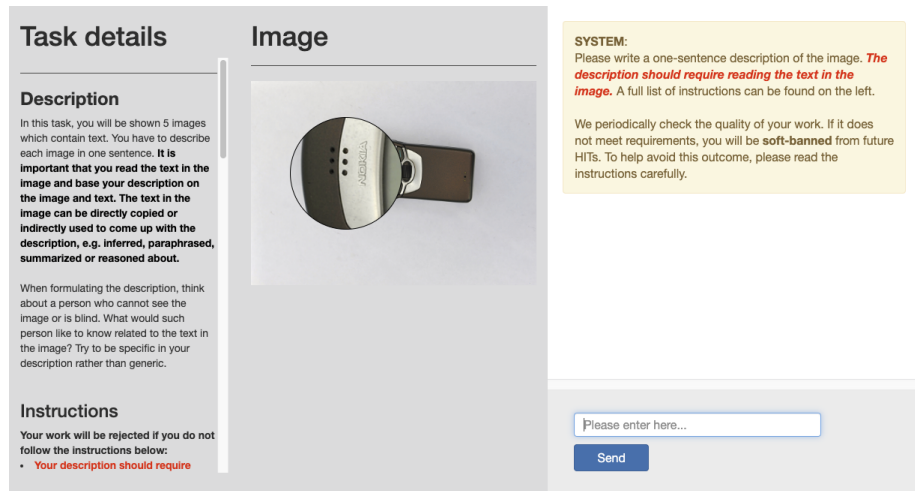 Task details
Description
In this task, you will be shown 5 images
which contain text. You have to describe
each image in one sentence. It is
important that you read the text in the
image and base your description on
the image and text. The text in the
image can be directly copied or
indirectly used to come up with the
description, e.g. inferred, paraphrased,
summarized or reasoned about.
When formulating the description, think
about a person who cannot see the
image or is blind. What would such
person like to know related to the text in
the image? Try to be specific in your
description rather than generic.
Instructions
Your work will be rejected if you do not
follow the instructions below:
• Your description should require
Image
NOKIA
SYSTEM:
Please write a one-sentence description of the image. The
description should require reading the text in the
image. A full list of instructions can be found on the left.
We periodically check the quality of your work. If it does
not meet requirements, you will be soft-banned from future
HITs. To help avoid this outcome, please read the
instructions carefully.
Please enter here...
Send